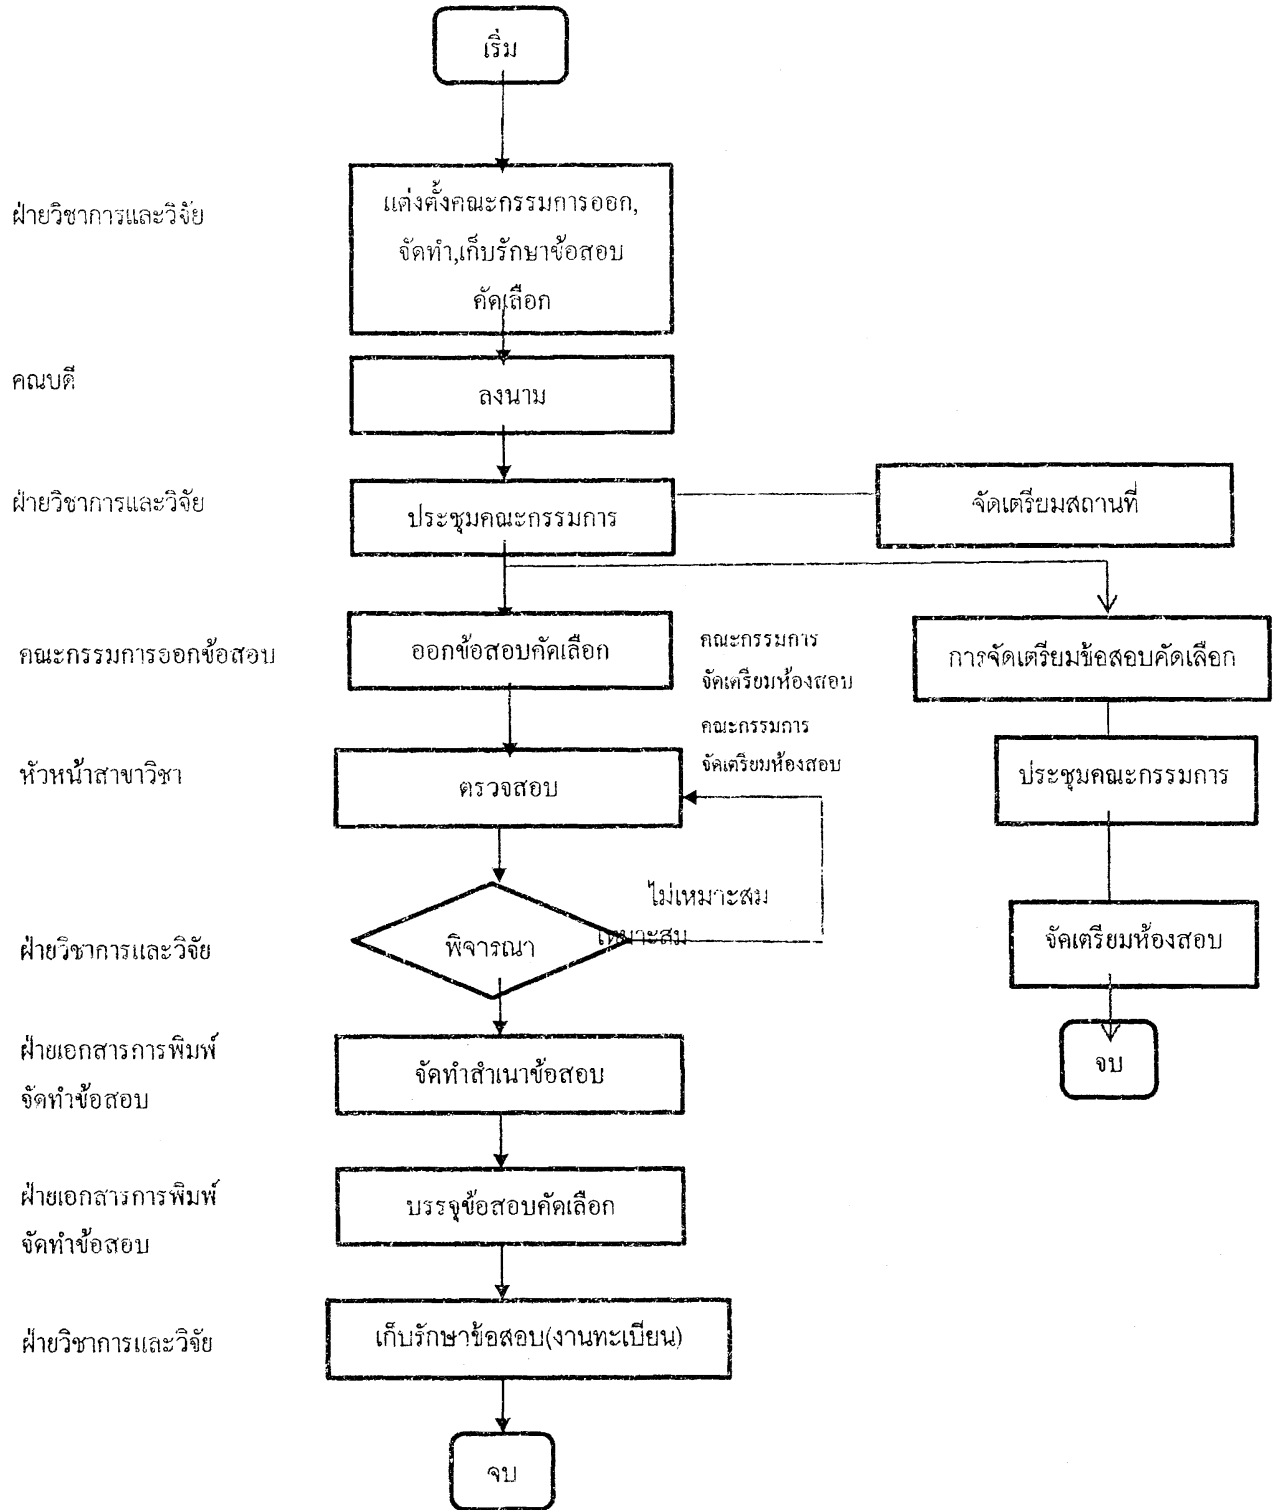 เริ่ม
ฝ่ายวิชาการและวิจัย
แต่งตั้งคณะกรรมการออก,
จัดทำ,เก็บรักษาข้อสอบ
คัดเลือก
คณบดี
ลงนาม
ฝ่ายวิชาการและวิจัย
ประชุมคณะกรรมการ
จัดเตรียมสถานที่
คณะกรรมการออกข้อสอบ
ออกข้อสอบคัดเลือก
คณะกรรมการ
จัดเตรียมห้องสอบ
การจัดเตรียมข้อสอบคัดเลือก
คณะกรรมการ
จัดเตรียมห้องสอบ
หัวหน้าสาขาวิชา
ตรวจสอบ
ประชุมคณะกรรมการ
ไม่เหมาะสม
เหมาะสม
ฝ่ายวิชาการและวิจัย
พิจารณา
จัดเตรียมห้องสอบ
ฝ่ายเอกสารการพิมพ์
จัดทำข้อสอบ
จัดทำสำเนาข้อสอบ
จบ
ฝ่ายเอกสารการพิมพ์
จัดทำข้อสอบ
บรรจุข้อสอบคัดเลือก
ฝ่ายวิชาการและวิจัย
เก็บรักษาข้อสอบ(งานทะเบียน)
จบ